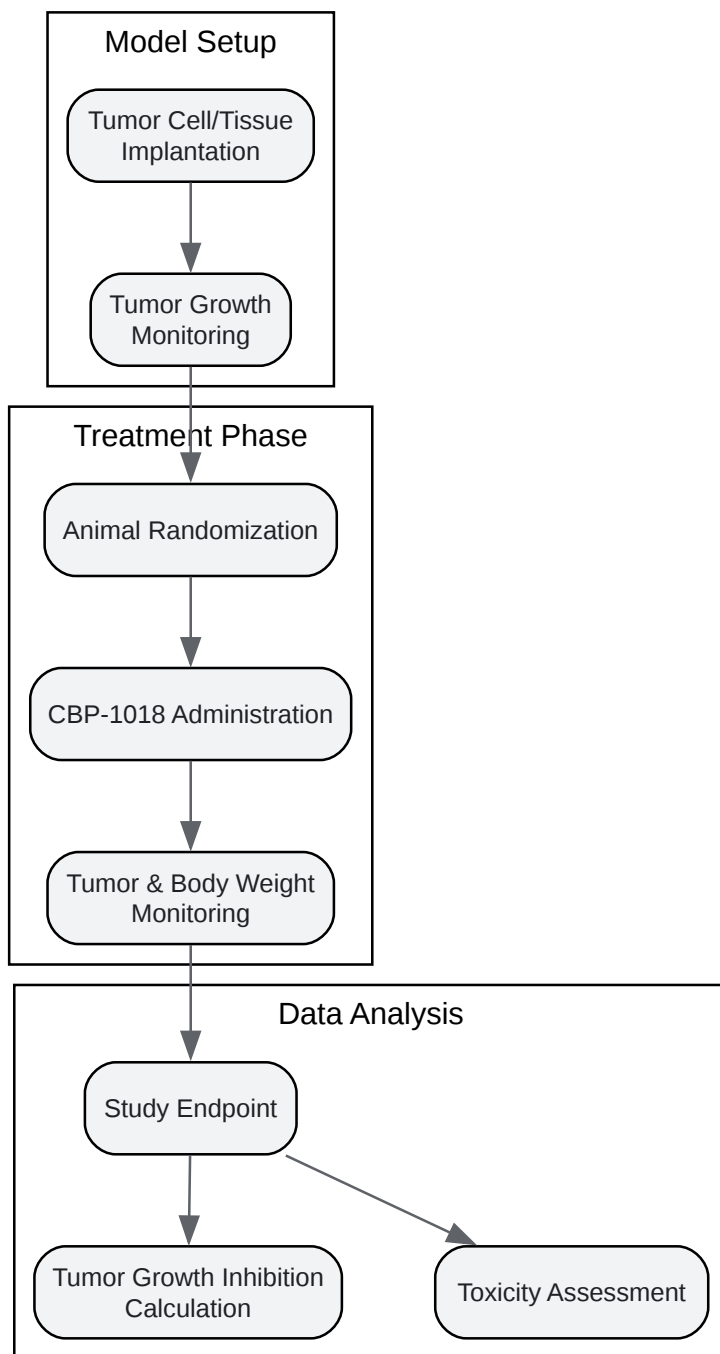 Model Setup
Tumor Cell/Tissue
Implantation
Tumor Growth
Monitoring
Treatment Phase
Animal Randomization
CBP-1018 Administration
Tumor & Body Weight
Monitoring
Data Analysis
Study Endpoint
Tumor Growth Inhibition
Calculation
Toxicity Assessment